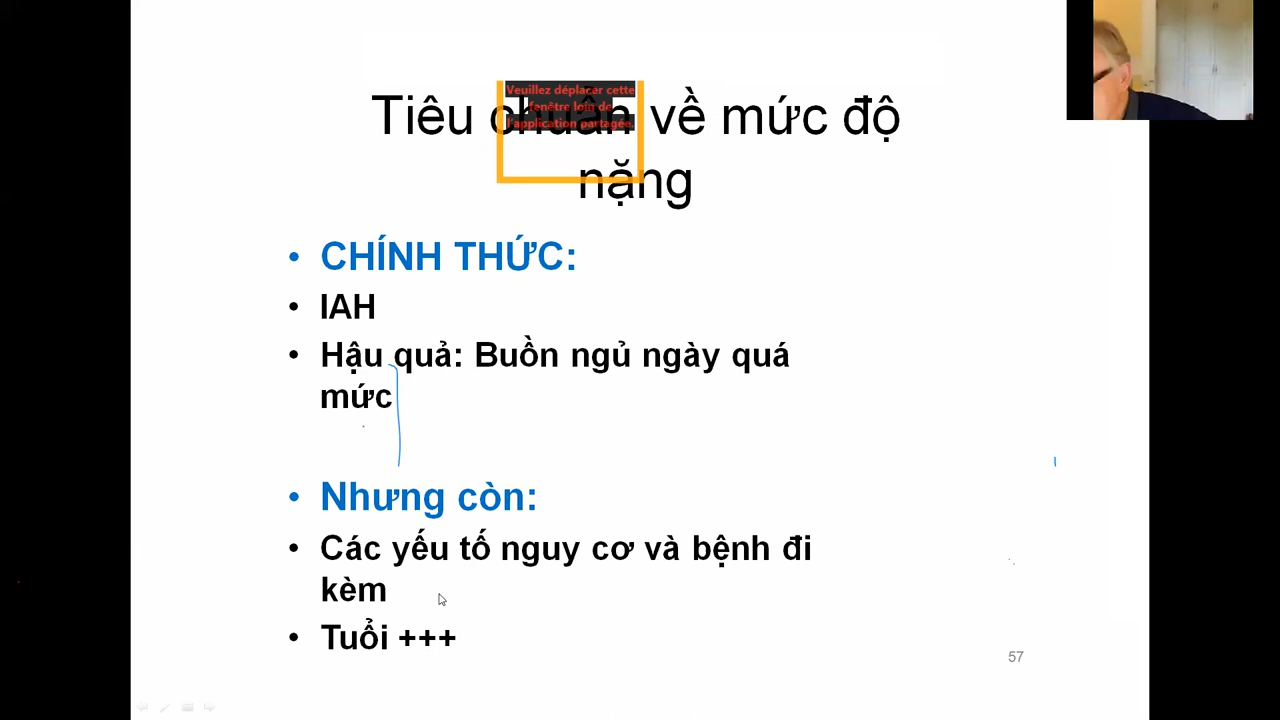 Veuillez déplacer cette
fenêtre loin de
l'application partagée.
Tiêu chuẩn về mức độ
nặng
• CHÍNH THỨC:
• IAH
• Hậu quả: Buồn ngủ ngày quá
mức
• Nhưng còn:
• Các yếu tố nguy cơ và bệnh đi
kèm
• Tuổi +++
57